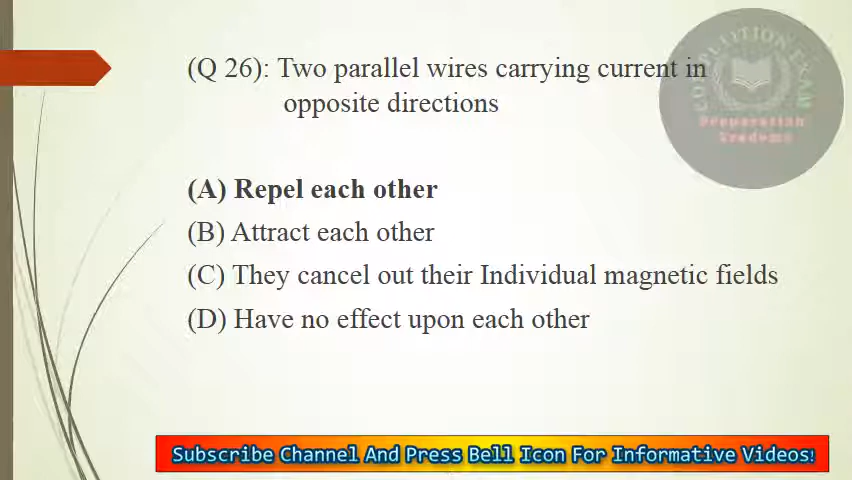 (Q 26): Two parallel wires carrying current in
opposite directions
(A) Repel each other
(B) Attract each other
(C) They cancel out their Individual magnetic fields
(D) Have no effect upon each other
Preparation
Subscribe Channel And Press Bell Icon For Informative Videos!